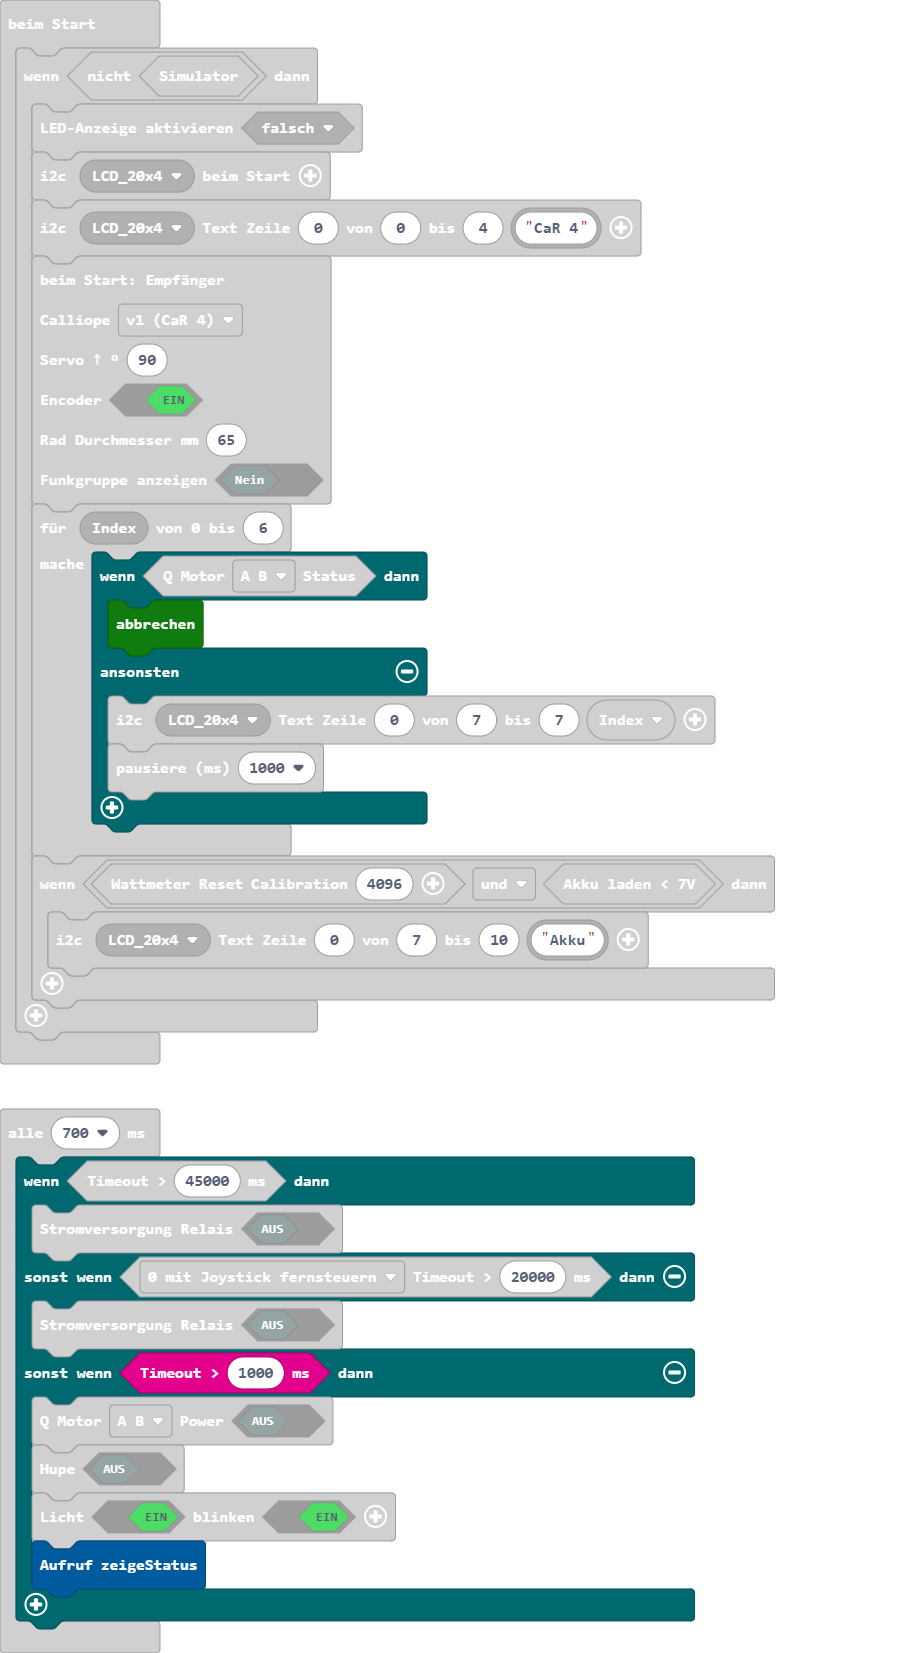 beim Start
wenn nicht Simulator dann
LED-Anzeige aktivieren falsch
i2c LCD_20x4 beim Start
i2c LCD_20x4 Text Zeile 0 von 0 bis 4 "CaR 4"
beim Start: Empfänger
Calliope v1 (CaR 4)
Servo ↑ ° 90
Encoder EIN
Rad Durchmesser mm 65
Funkgruppe anzeigen Nein
für Index von 0 bis 6
mache
wenn Q Motor A B Status dann
abbrechen
ansonsten
i2c LCD_20x4 Text Zeile 0 von 7 bis 7 Index
pausiere (ms) 1000
wenn Wattmeter Reset Calibration 4096 und Akku laden < 7V dann
i2c LCD_20x4 Text Zeile 0 von 7 bis 10 "Akku"
alle 700 ms
wenn Timeout > 45000 ms dann
Stromversorgung Relais AUS
sonst wenn 0 mit Joystick fernsteuern Timeout > 20000 ms dann
Stromversorgung Relais AUS
sonst wenn Timeout > 1000 ms dann
Q Motor A B Power AUS
Hupe AUS
Licht EIN blinken EIN
Aufruf zeigeStatus